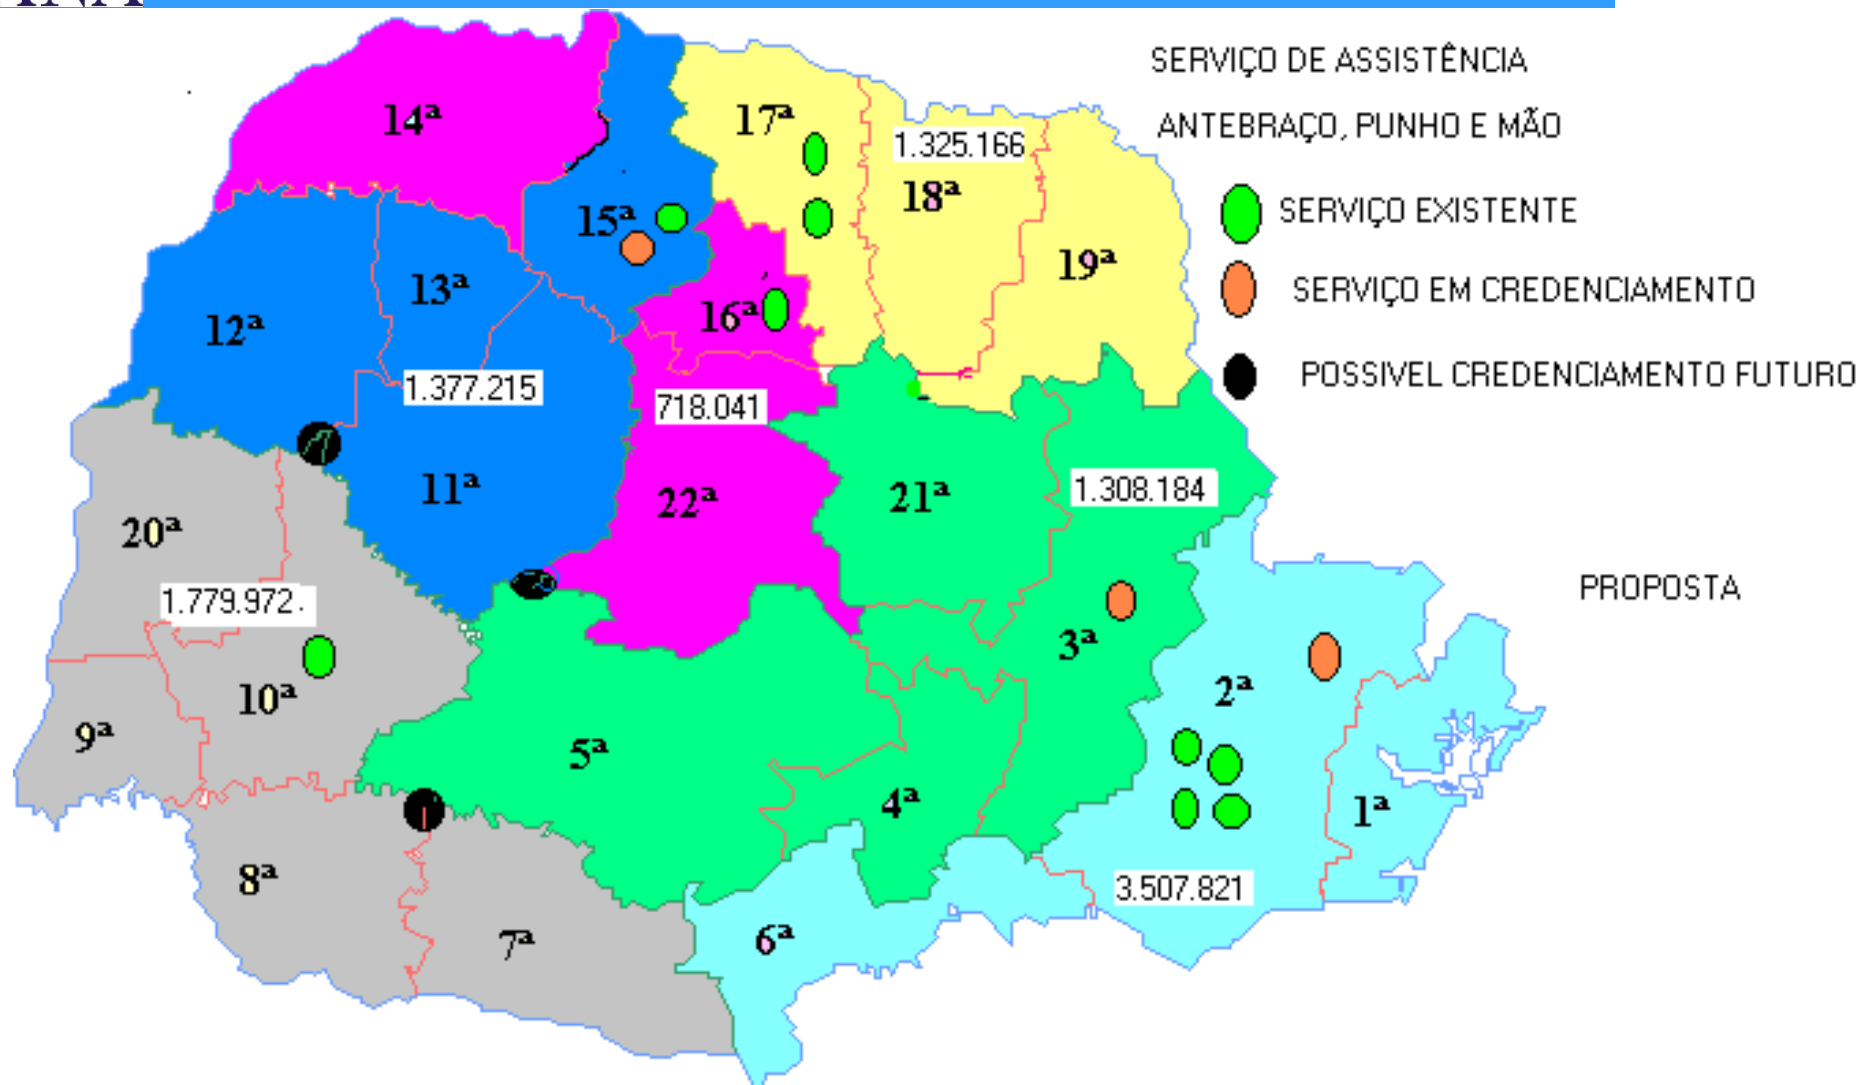 SERVIÇO DE ASSISTÊNCIA
ANTEBRAÇO, PUNHO E MÃO
SERVIÇO EXISTENTE
SERVIÇO EM CREDENCIAMENTO
POSSIVEL CREDENCIAMENTO FUTURO
PROPOSTA
14ª
17ª
1.325.166
18ª
15ª
19ª
13ª
16ª
12ª
1.377.215
718.041
11ª
22ª
21ª
1.308.184
20ª
1.779.972.
3ª
10ª
2ª
9ª
5ª
4ª
1ª
8ª
3.507.821
7ª
6ª